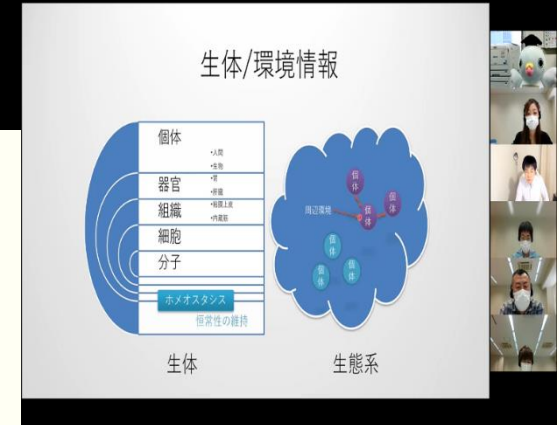 生体/環境情報
個体
•人間
•生物
器官
•胃
•肝臓
組織
•粘膜上皮
•内蔵筋
細胞
分子
ホメオスタシス
恒常性の維持
生体
周辺環境
個体
個体
個体
個体
個体
個体
生態系